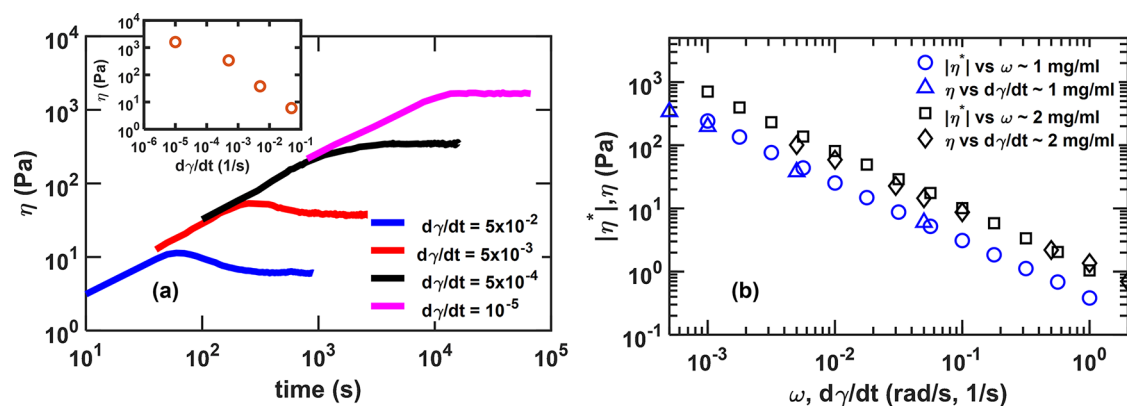 10^4
10^3
10^2
10^1
10^0
η (Pa)
10^4
10^3
10^2
10^1
10^0
η (Pa)
10^-6 10^-5 10^-4 10^-3 10^-2 10^-1
dγ/dt (1/s)
dγ/dt = 5x10^-2
dγ/dt = 5x10^-3
dγ/dt = 5x10^-4
dγ/dt = 10^-5
(a)
10^1 10^2 10^3 10^4 10^5
time (s)
|η*|,η (Pa)
10^3
10^2
10^1
10^0
10^-1
|η*| vs ω ~ 1 mg/ml
η vs dγ/dt ~ 1 mg/ml
|η*| vs ω ~ 2 mg/ml
η vs dγ/dt ~ 2 mg/ml
(b)
10^-3 10^-2 10^-1 10^0
ω, dγ/dt (rad/s, 1/s)